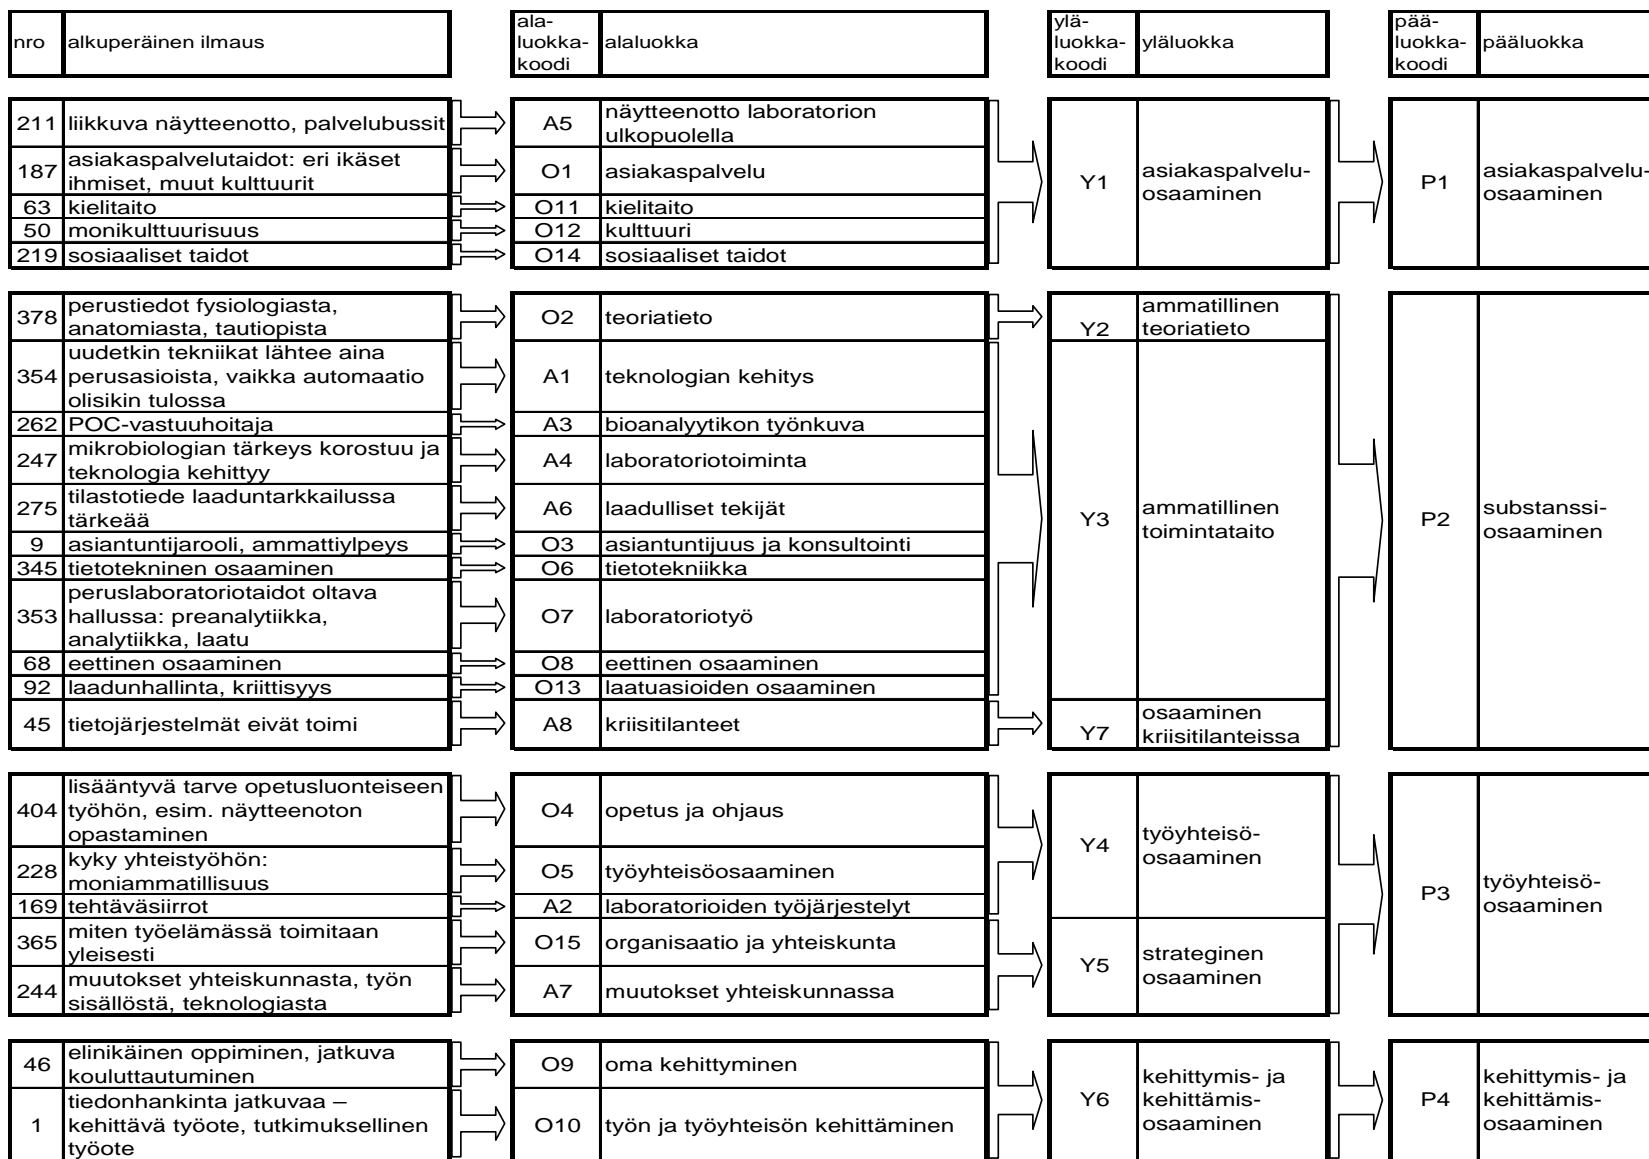 nro
alkuperäinen ilmaus
ala-
luokka-
koodi
alaluokka
ylä-
luokka-
koodi
yläluokka
pää-
luokka-
koodi
pääluokka
211
liikkuva näytteenotto, palvelubussit
A5
näytteenotto laboratorion
ulkopuolella
187
asiakaspalvelutaidot: eri ikäset
ihmiset, muut kulttuurit
O1
asiakaspalvelu
63
kielitaito
O11
kielitaito
50
monikulttuurisuus
O12
kulttuuri
219
sosiaaliset taidot
O14
sosiaaliset taidot
Y1
asiakaspalvelu-
osaaminen
P1
asiakaspalvelu-
osaaminen
378
perustiedot fysiologiasta,
anatomiasta, tautiopista
O2
teoriatieto
Y2
ammatillinen
teoriatieto
354
uudetkin tekniikat lähtee aina
perusasioista, vaikka automaatio
olisikin tulossa
A1
teknologian kehitys
262
POC-vastuuhoitaja
A3
bioanalyytikon työnkuva
247
mikrobiologian tärkeys korostuu ja
teknologia kehittyy
A4
laboratoriotoiminta
275
tilastotiede laaduntarkkailussa
tärkeää
A6
laadulliset tekijät
9
asiantuntijarooli, ammattiylpeys
O3
asiantuntijuus ja konsultointi
345
tietotekninen osaaminen
O6
tietotekniikka
353
peruslaboratoriotaidot oltava
hallussa: preanalytiikka,
analytiikka, laatu
O7
laboratoriotyö
68
eettinen osaaminen
O8
eettinen osaaminen
92
laadunhallinta, kriittisyys
O13
laatuasioiden osaaminen
Y3
ammatillinen
toimintataito
45
tietojärjestelmät eivät toimi
A8
kriisitilanteet
Y7
osaaminen
kriisitilanteissa
P2
substanssi-
osaaminen
404
lisääntyvä tarve opetusluonteiseen
työhön, esim. näytteenoton
opastaminen
O4
opetus ja ohjaus
228
kyky yhteistyöhön:
moniammatillisuus
O5
työyhteisöosaaminen
169
tehtäväsiirrot
A2
laboratorioiden työjärjestelyt
Y4
työyhteisö-
osaaminen
365
miten työelämässä toimitaan
yleisesti
O15
organisaatio ja yhteiskunta
244
muutokset yhteiskunnasta, työn
sisällöstä, teknologiasta
A7
muutokset yhteiskunnassa
Y5
strateginen
osaaminen
P3
työyhteisö-
osaaminen
46
elinikäinen oppiminen, jatkuva
kouluttautuminen
O9
oma kehittyminen
1
tiedonhankinta jatkuvaa –
kehittävä työote, tutkimuksellinen
työote
O10
työn ja työyhteisön kehittäminen
Y6
kehittymis- ja
kehittämis-
osaaminen
P4
kehittymis- ja
kehittämis-
osaaminen